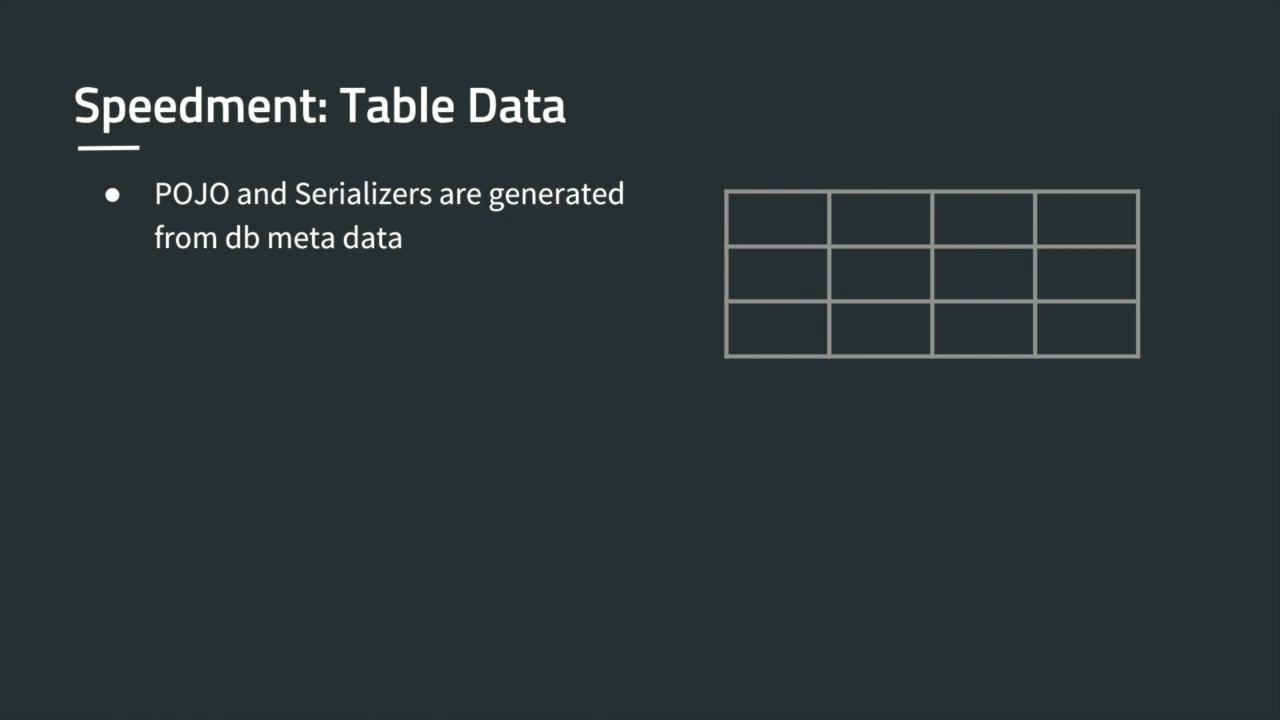 Speedment: Table Data
● POJO and Serializers are generated
from db meta data